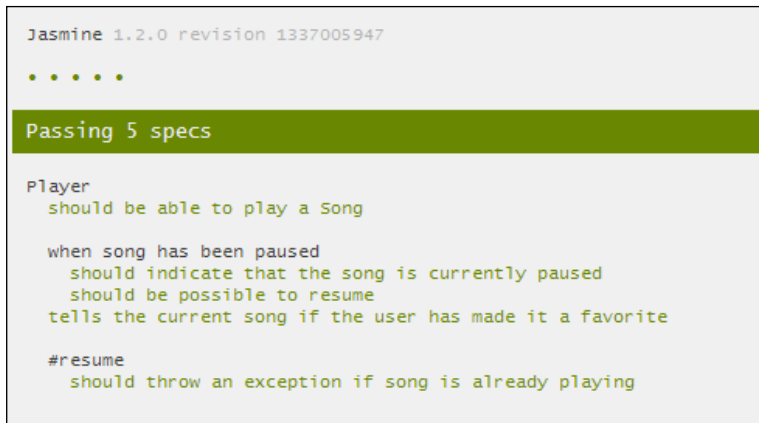 Jasmine 1.2.0 revision 1337005947
• • • • •
Passing 5 specs
Player
should be able to play a Song
when song has been paused
should indicate that the song is currently paused
should be possible to resume
tells the current song if the user has made it a favorite
#resume
should throw an exception if song is already playing